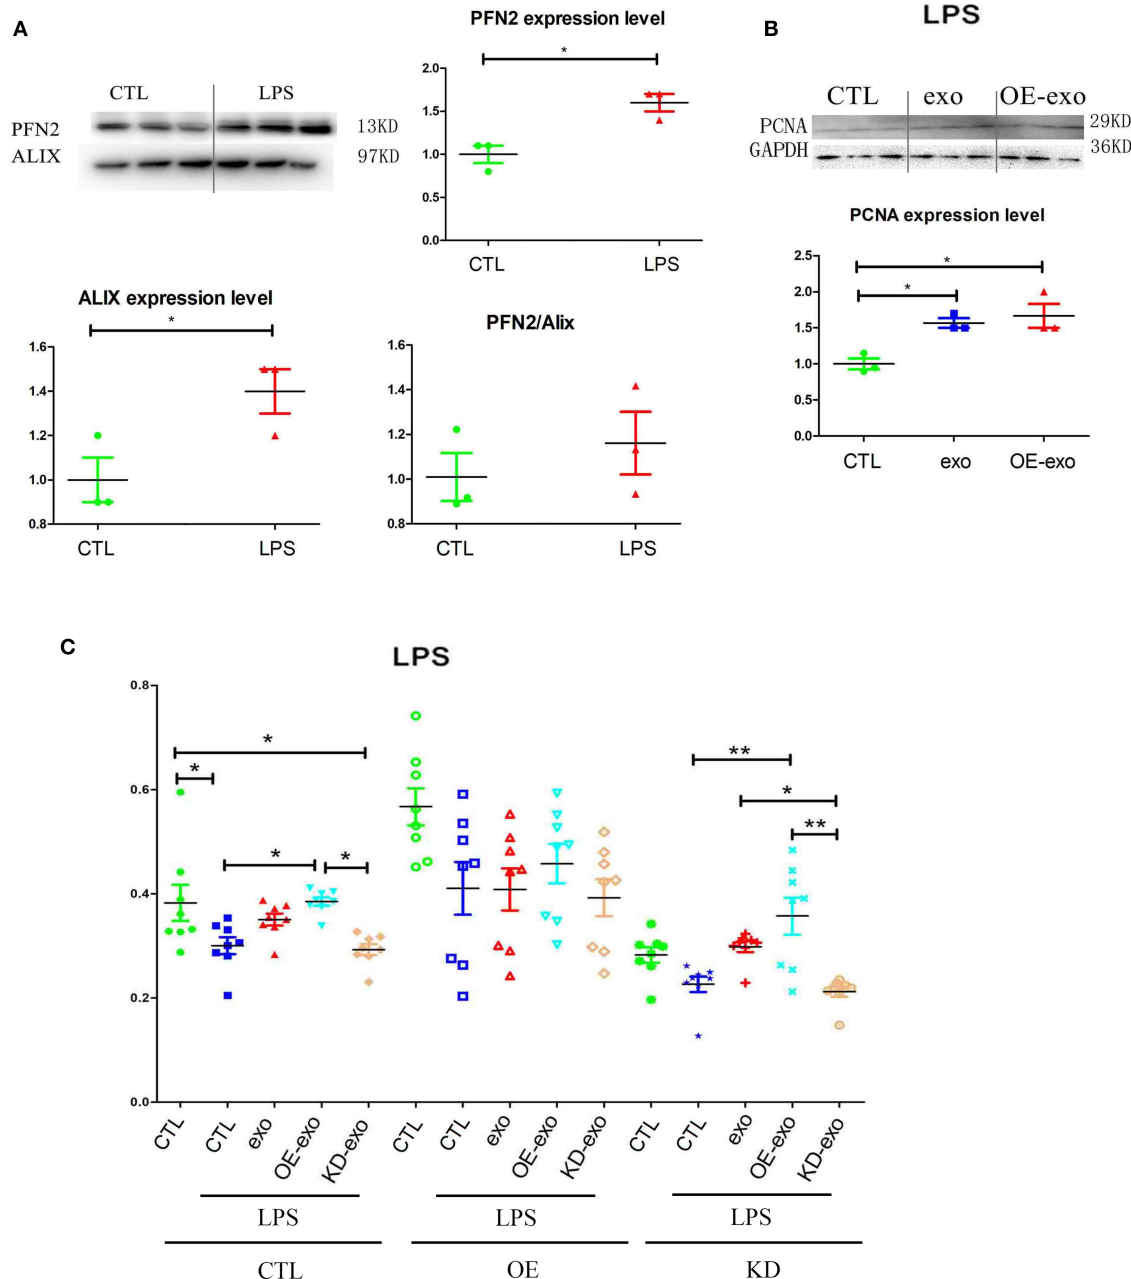 A
CTL LPS
PFN2 13KD
ALIX 97KD
PFN2 expression level
*
2.0
1.5
1.0
0.5
0.0
CTL LPS
ALIX expression level
*
1.6
1.4
1.2
1.0
0.8
CTL LPS
PFN2/Alix
1.6
1.4
1.2
1.0
0.8
CTL LPS
B
LPS
CTL exo OE-exo
PCNA 29KD
GAPDH 36KD
PCNA expression level
*
*
2.5
2.0
1.5
1.0
0.5
0.0
CTL exo OE-exo
C
LPS
0.8
0.6
0.4
0.2
0.0
*
*
*
*
**
*
**
CTL CTL exo OE-exo KD-exo CTL CTL exo OE-exo KD-exo CTL CTL exo OE-exo KD-exo
LPS LPS LPS
CTL OE KD